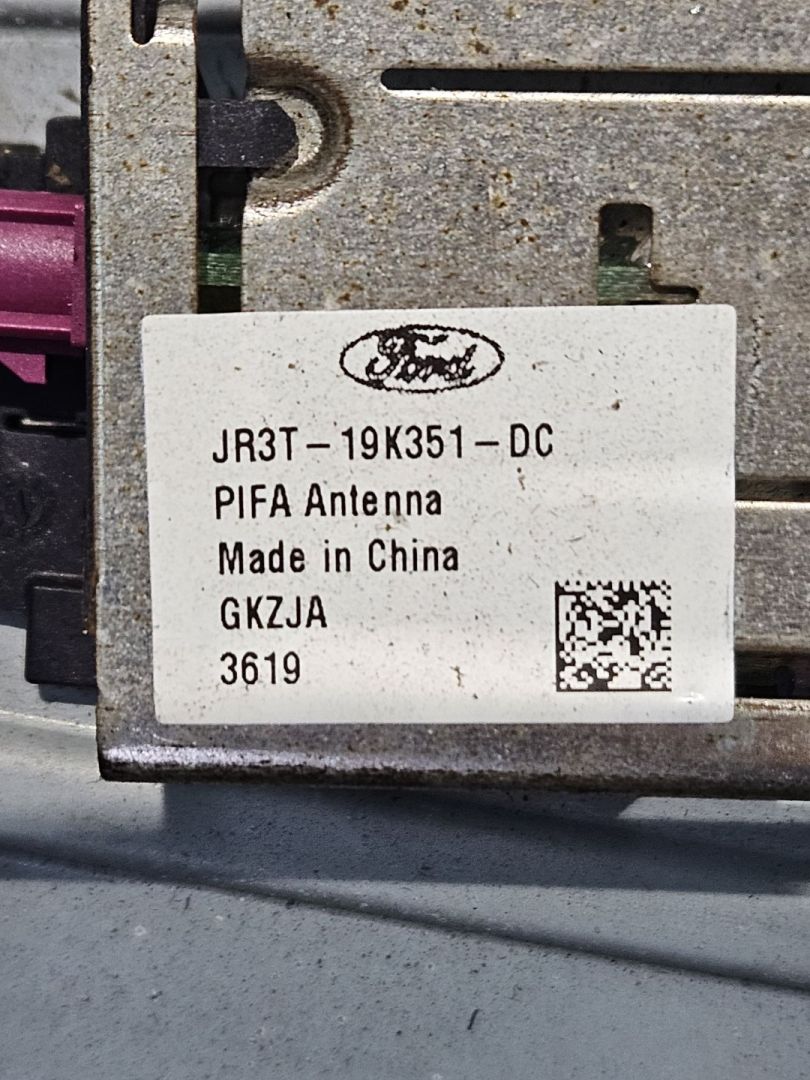 Ford
JR3T-19K351-DC
PIFA Antenna
Made in China
GKZJA
3619